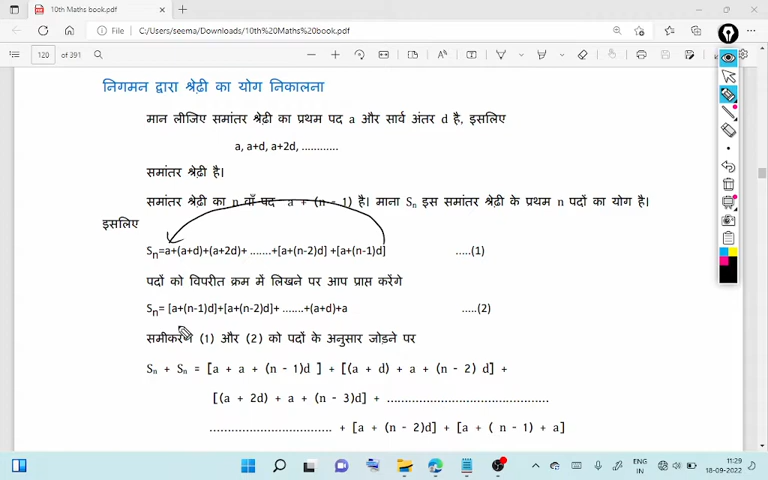 10th Maths book.pdf
File
C:/Users/seema/Downloads/10th%20Maths%20book.pdf
120 of 391
निगमन द्वारा श्रेढ़ी का योग निकालना
मान लीजिए समांतर श्रेढ़ी का प्रथम पद a और सार्व अंतर d है, इसलिए
a, a+d, a+2d, ............
समांतर श्रेढ़ी है।
समांतर श्रेढ़ी का n वाँ पद a + (n - 1) है। माना Sn इस समांतर श्रेढ़ी के प्रथम n पदों का योग है।
इसलिए
Sn=a+(a+d)+(a+2d)+ .......+[a+(n-2)d] +[a+(n-1)d] .....(1)
पदों को विपरीत क्रम में लिखने पर आप प्राप्त करेंगे
Sn= [a+(n-1)d]+[a+(n-2)d]+ .......+(a+d)+a .....(2)
समीकरण (1) और (2) को पदों के अनुसार जोड़ने पर
Sn + Sn = [a + a + (n - 1)d ] + [(a + d) + a + (n - 2) d] +
[(a + 2d) + a + (n - 3)d] + .............................................
................................. + [a + (n - 2)d] + [a + ( n - 1) + a]
ENG 11:29
IN 18-09-2022